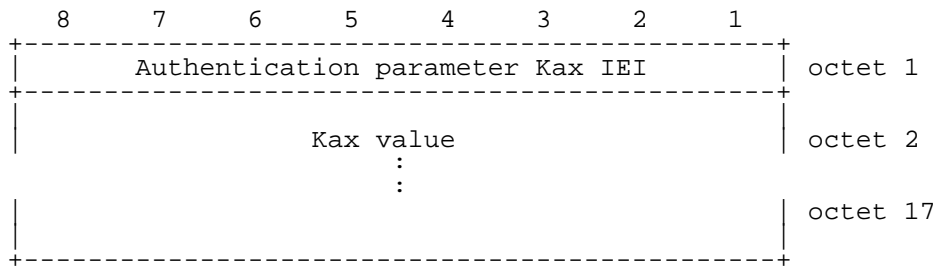 8 7 6 5 4 3 2 1
Authentication parameter Kax IEI octet 1
Kax value octet 2
:
:
octet 17